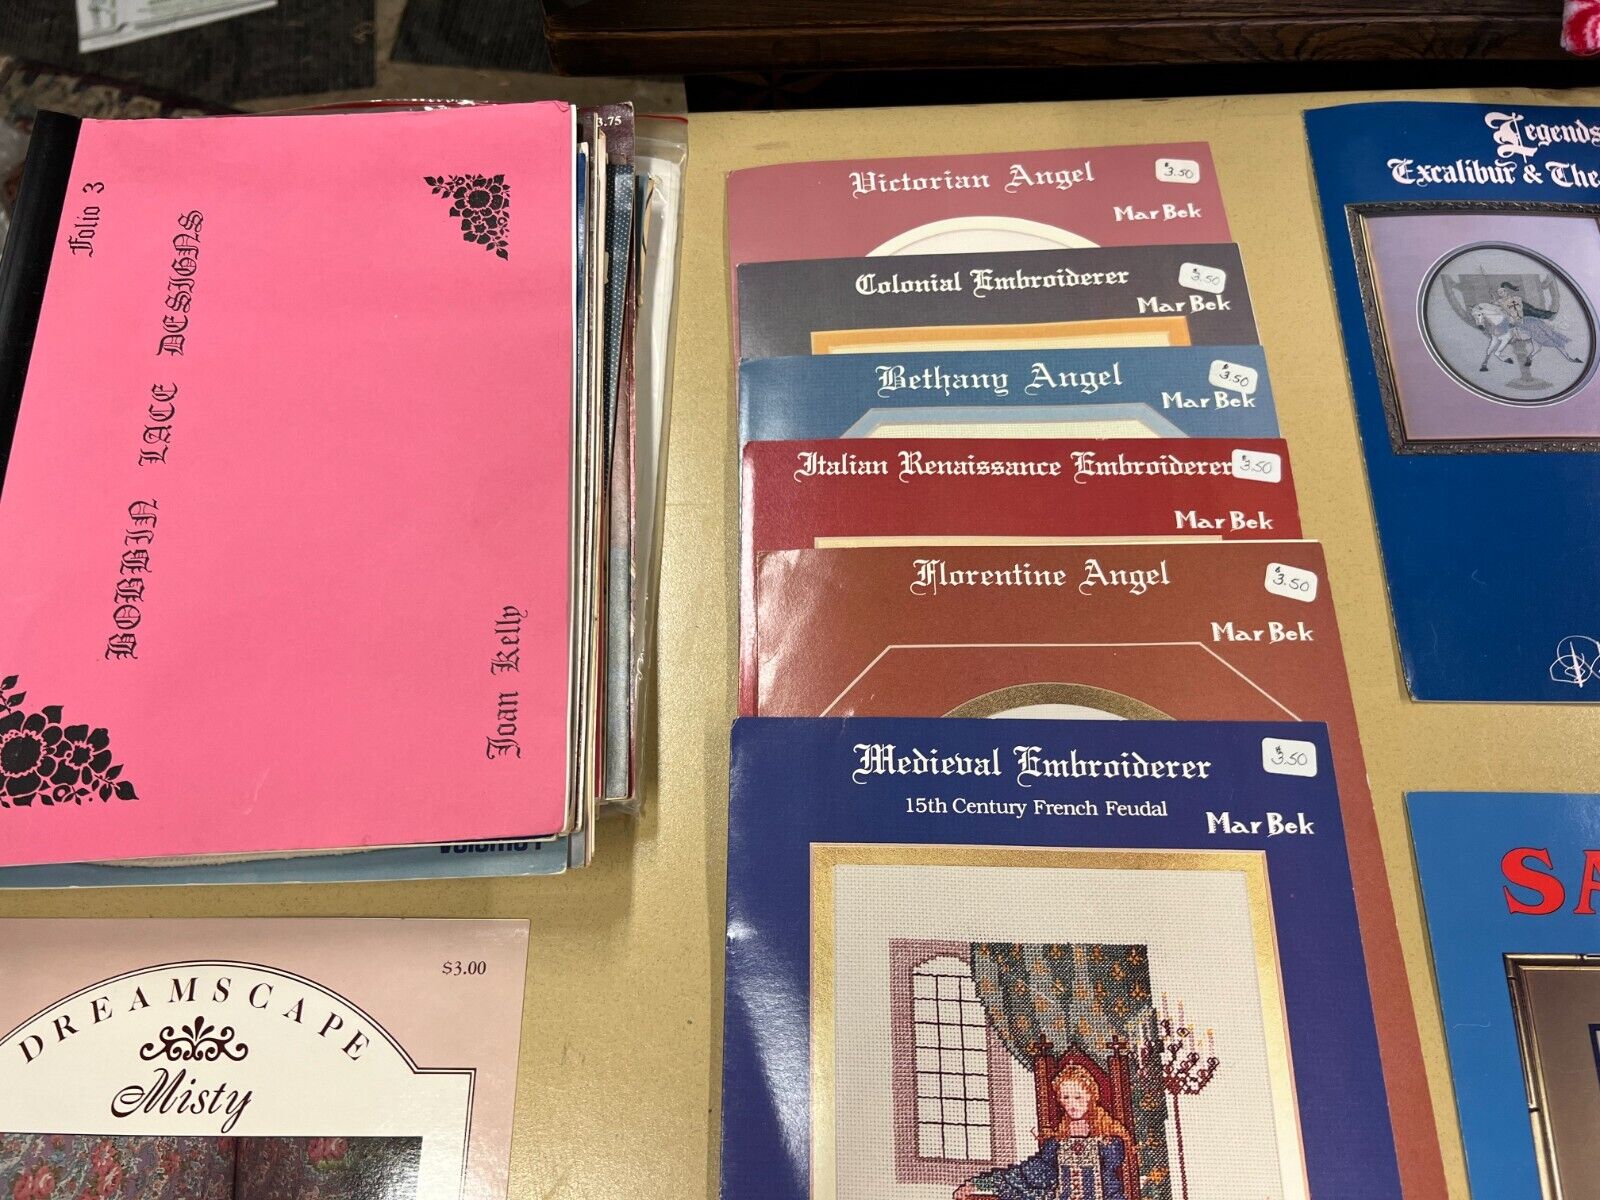 Folio 3
BOBBIN LACE DESIGNS
Joan Kelly
3.75
Volume 1
$3.00
DREAMSCAPE
Misty
Victorian Angel
$3.50
Mar Bek
Colonial Embroiderer
$3.50
Mar Bek
Bethany Angel
$3.50
Mar Bek
Italian Renaissance Embroiderer
$3.50
Mar Bek
Florentine Angel
$3.50
Mar Bek
Medieval Embroiderer
$3.50
15th Century French Feudal
Mar Bek
Legends
Excalibur & The
SA